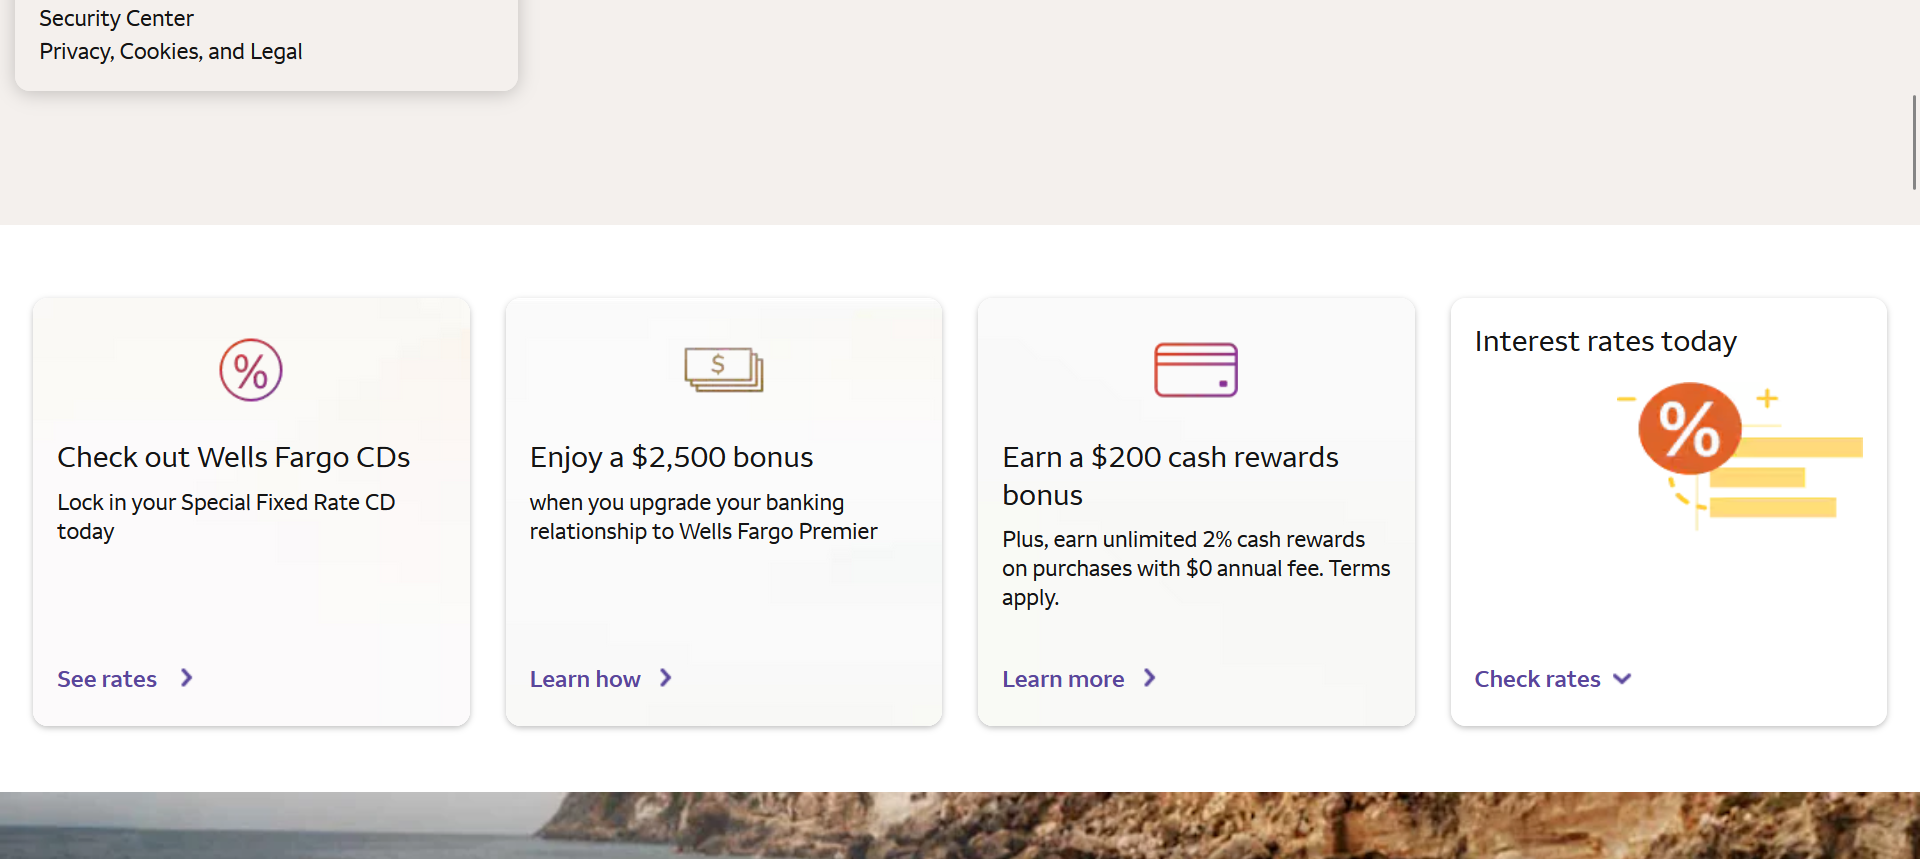 Security Center
Privacy, Cookies, and Legal
%
Check out Wells Fargo CDs
Lock in your Special Fixed Rate CD
today
See rates
$
Enjoy a $2,500 bonus
when you upgrade your banking
relationship to Wells Fargo Premier
Learn how
Earn a $200 cash rewards
bonus
Plus, earn unlimited 2% cash rewards
on purchases with $0 annual fee. Terms
apply.
Learn more
Interest rates today
%
Check rates